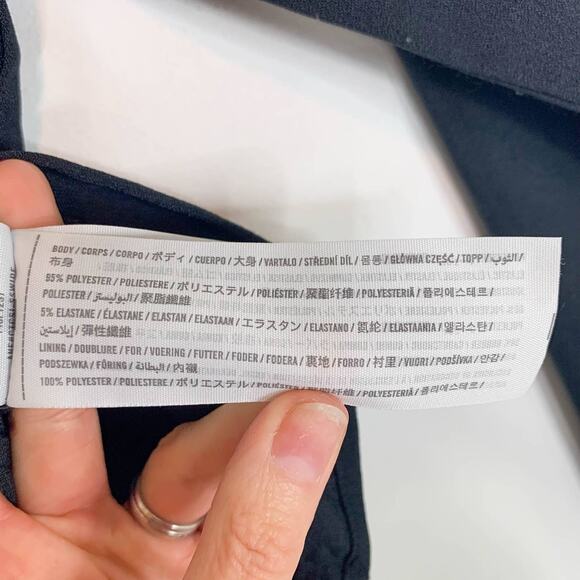 BODY / CORPS / CORPO / ボディ / CUERPO / 大身 / VARTALO / STŘEDNÍ DÍL / 몸통 / GŁÓWNA CZĘŚĆ / TOPP / الثوب /
布身
95% POLYESTER / POLIESTERE / ポリエステル / POLIÉSTER / 聚酯纤维 / POLYESTERIÄ / 폴리에스테르 /
POLIESTER / البوليستر / 聚脂纖維
5% ELASTANE / ÉLASTANE / ELASTAN / ELASTAAN / エラスタン / ELASTANO / 氨纶 / ELASTAANIA / 엘라스탄 /
إيلاستين / 彈性纖維
LINING / DOUBLURE / FOR / VOERING / FUTTER / FODER / FODERA / 裏地 / FORRO / 衬里 / VUORI / PODŠÍVKA / 안감 /
PODSZEWKA / FÖRING / البطانة / 內襯
100% POLYESTER / POLIESTERE / ポリエステル / POLIÉSTER / 聚酯纤维 / POLYESTERIÄ / 폴리에스테르 /